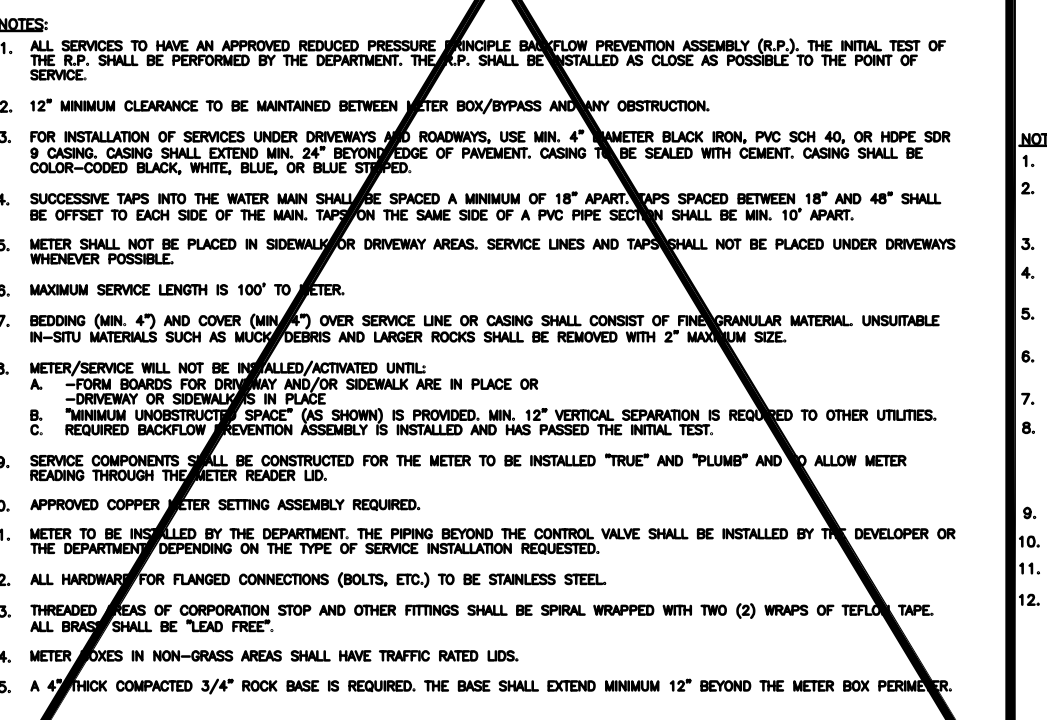 NOTES:
1. ALL SERVICES TO HAVE AN APPROVED REDUCED PRESSURE PRINCIPLE BACKFLOW PREVENTION ASSEMBLY (R.P.). THE INITIAL TEST OF
THE R.P. SHALL BE PERFORMED BY THE DEPARTMENT. THE R.P. SHALL BE INSTALLED AS CLOSE AS POSSIBLE TO THE POINT OF
SERVICE.
2. 12" MINIMUM CLEARANCE TO BE MAINTAINED BETWEEN METER BOX/BYPASS AND ANY OBSTRUCTION.
3. FOR INSTALLATION OF SERVICES UNDER DRIVEWAYS AND ROADWAYS, USE MIN. 4" DIAMETER BLACK IRON, PVC SCH 40, OR HDPE SDR
9 CASING. CASING SHALL EXTEND MIN. 24" BEYOND EDGE OF PAVEMENT. CASING TO BE SEALED WITH CEMENT. CASING SHALL BE
COLOR-CODED BLACK, WHITE, BLUE, OR BLUE STRIPED.
4. SUCCESSIVE TAPS INTO THE WATER MAIN SHALL BE SPACED A MINIMUM OF 18" APART. TAPS SPACED BETWEEN 18" AND 48" SHALL
BE OFFSET TO EACH SIDE OF THE MAIN. TAPS ON THE SAME SIDE OF A PVC PIPE SECTION SHALL BE MIN. 10' APART.
5. METER SHALL NOT BE PLACED IN SIDEWALK OR DRIVEWAY AREAS. SERVICE LINES AND TAPS SHALL NOT BE PLACED UNDER DRIVEWAYS
WHENEVER POSSIBLE.
6. MAXIMUM SERVICE LENGTH IS 100' TO METER.
7. BEDDING (MIN. 4") AND COVER (MIN. 4") OVER SERVICE LINE OR CASING SHALL CONSIST OF FINE GRANULAR MATERIAL. UNSUITABLE
IN-SITU MATERIALS SUCH AS MUCK, DEBRIS AND LARGER ROCKS SHALL BE REMOVED WITH 2" MAXIMUM SIZE.
8. METER/SERVICE WILL NOT BE INSTALLED/ACTIVATED UNTIL:
A. -FORM BOARDS FOR DRIVEWAY AND/OR SIDEWALK ARE IN PLACE OR
-DRIVEWAY OR SIDEWALK IS IN PLACE
B. "MINIMUM UNOBSTRUCTED SPACE" (AS SHOWN) IS PROVIDED. MIN. 12" VERTICAL SEPARATION IS REQUIRED TO OTHER UTILITIES.
C. REQUIRED BACKFLOW PREVENTION ASSEMBLY IS INSTALLED AND HAS PASSED THE INITIAL TEST.
9. SERVICE COMPONENTS SHALL BE CONSTRUCTED FOR THE METER TO BE INSTALLED "TRUE" AND "PLUMB" AND TO ALLOW METER
READING THROUGH THE METER READER LID.
0. APPROVED COPPER METER SETTING ASSEMBLY REQUIRED.
1. METER TO BE INSTALLED BY THE DEPARTMENT. THE PIPING BEYOND THE CONTROL VALVE SHALL BE INSTALLED BY THE DEVELOPER OR
THE DEPARTMENT, DEPENDING ON THE TYPE OF SERVICE INSTALLATION REQUESTED.
2. ALL HARDWARE FOR FLANGED CONNECTIONS (BOLTS, ETC.) TO BE STAINLESS STEEL.
3. THREADED AREAS OF CORPORATION STOP AND OTHER FITTINGS SHALL BE SPIRAL WRAPPED WITH TWO (2) WRAPS OF TEFLON TAPE.
ALL BRASS SHALL BE "LEAD FREE".
4. METER BOXES IN NON-GRASS AREAS SHALL HAVE TRAFFIC RATED LIDS.
5. A 4" THICK COMPACTED 3/4" ROCK BASE IS REQUIRED. THE BASE SHALL EXTEND MINIMUM 12" BEYOND THE METER BOX PERIMETER.
NOT
1.
2.
3.
4.
5.
6.
7.
8.
9.
10.
11.
12.